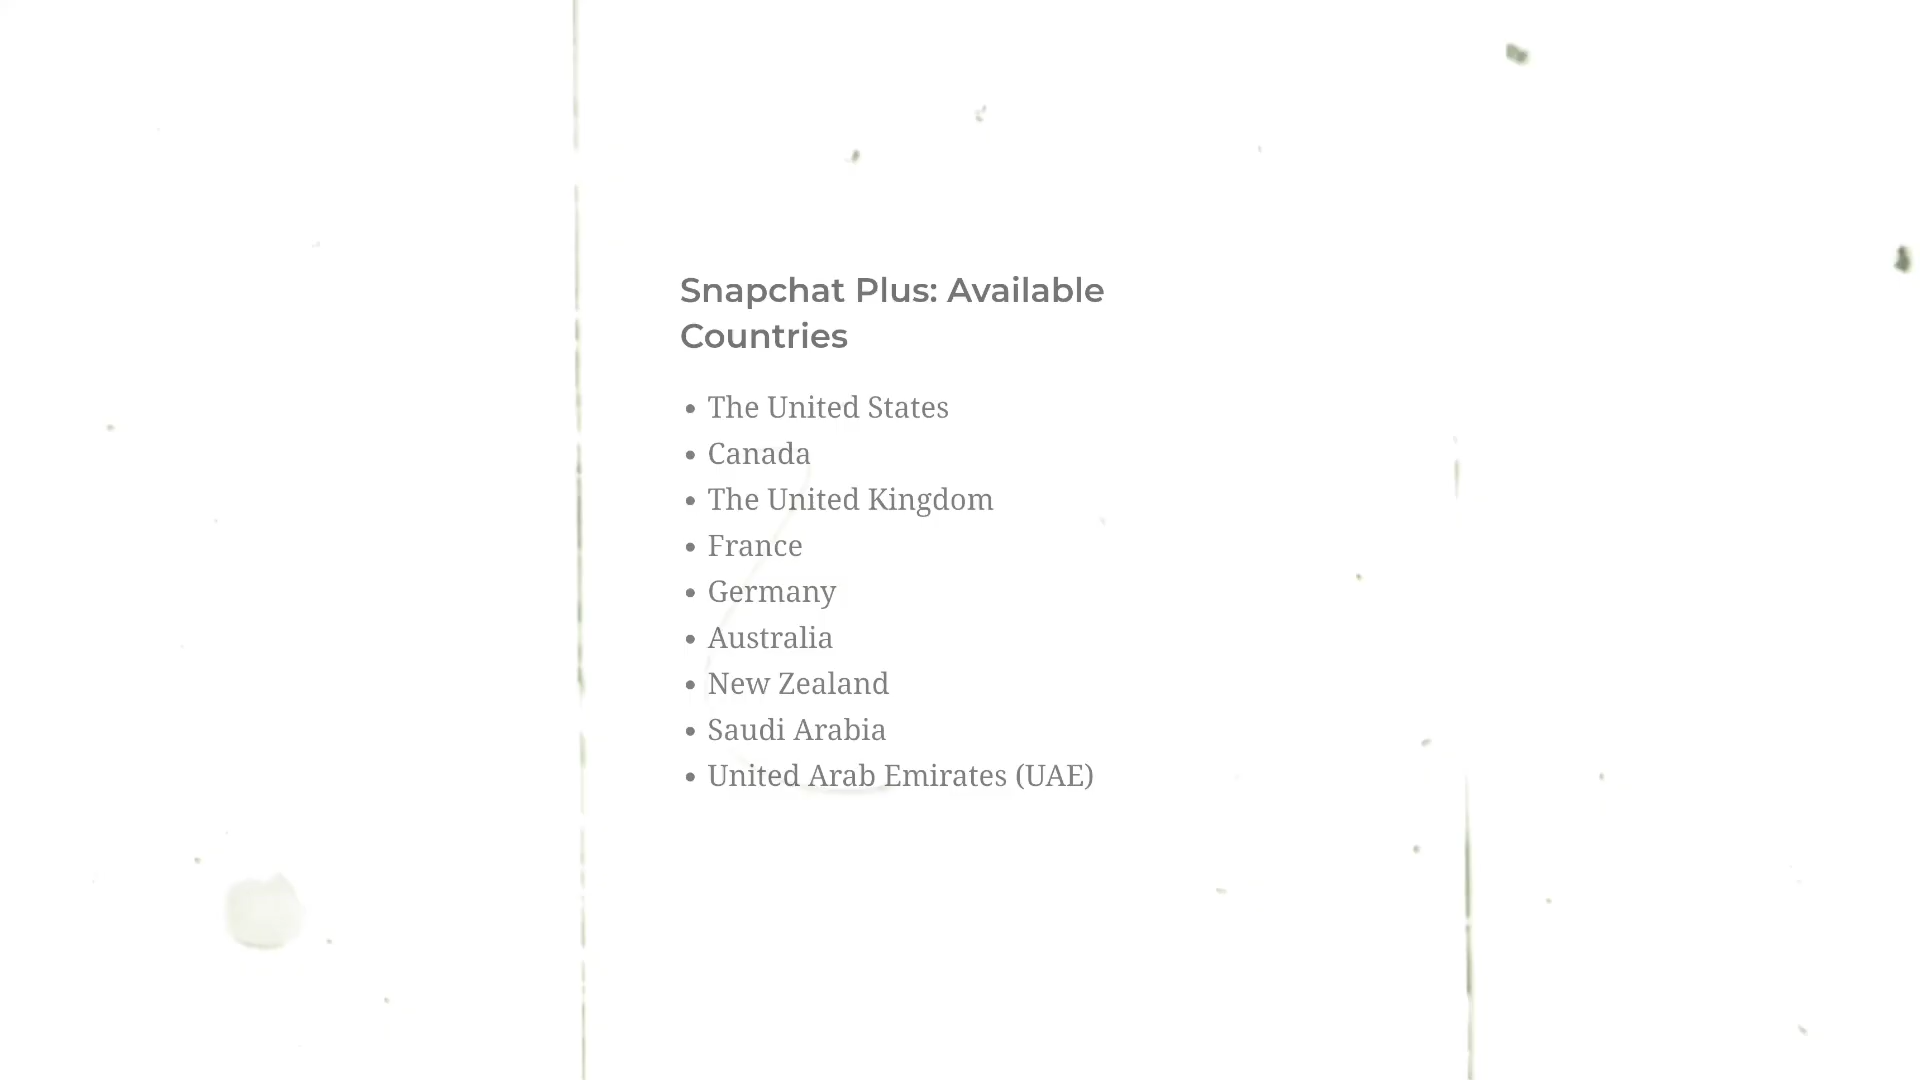 Snapchat Plus: Available
Countries
• The United States
• Canada
• The United Kingdom
• France
• Germany
• Australia
• New Zealand
• Saudi Arabia
• United Arab Emirates (UAE)